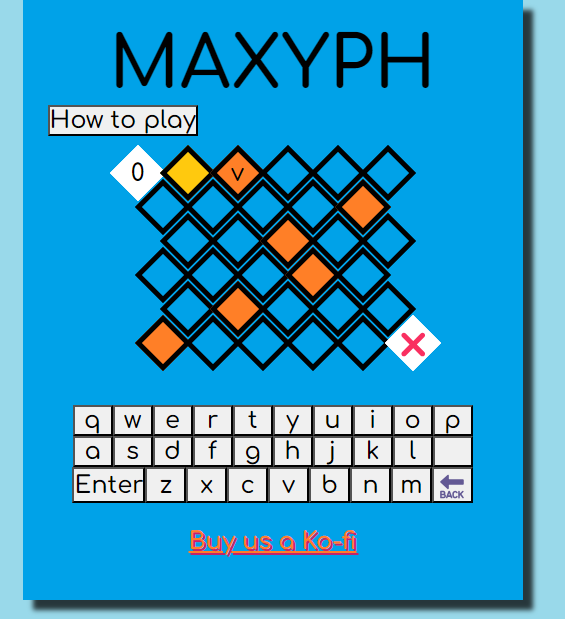 MAXYPH
How to play
0 v
q w e r t y u i o p
a s d f g h j k l
Enter z x c v b n m BACK
Buy us a Ko-fi